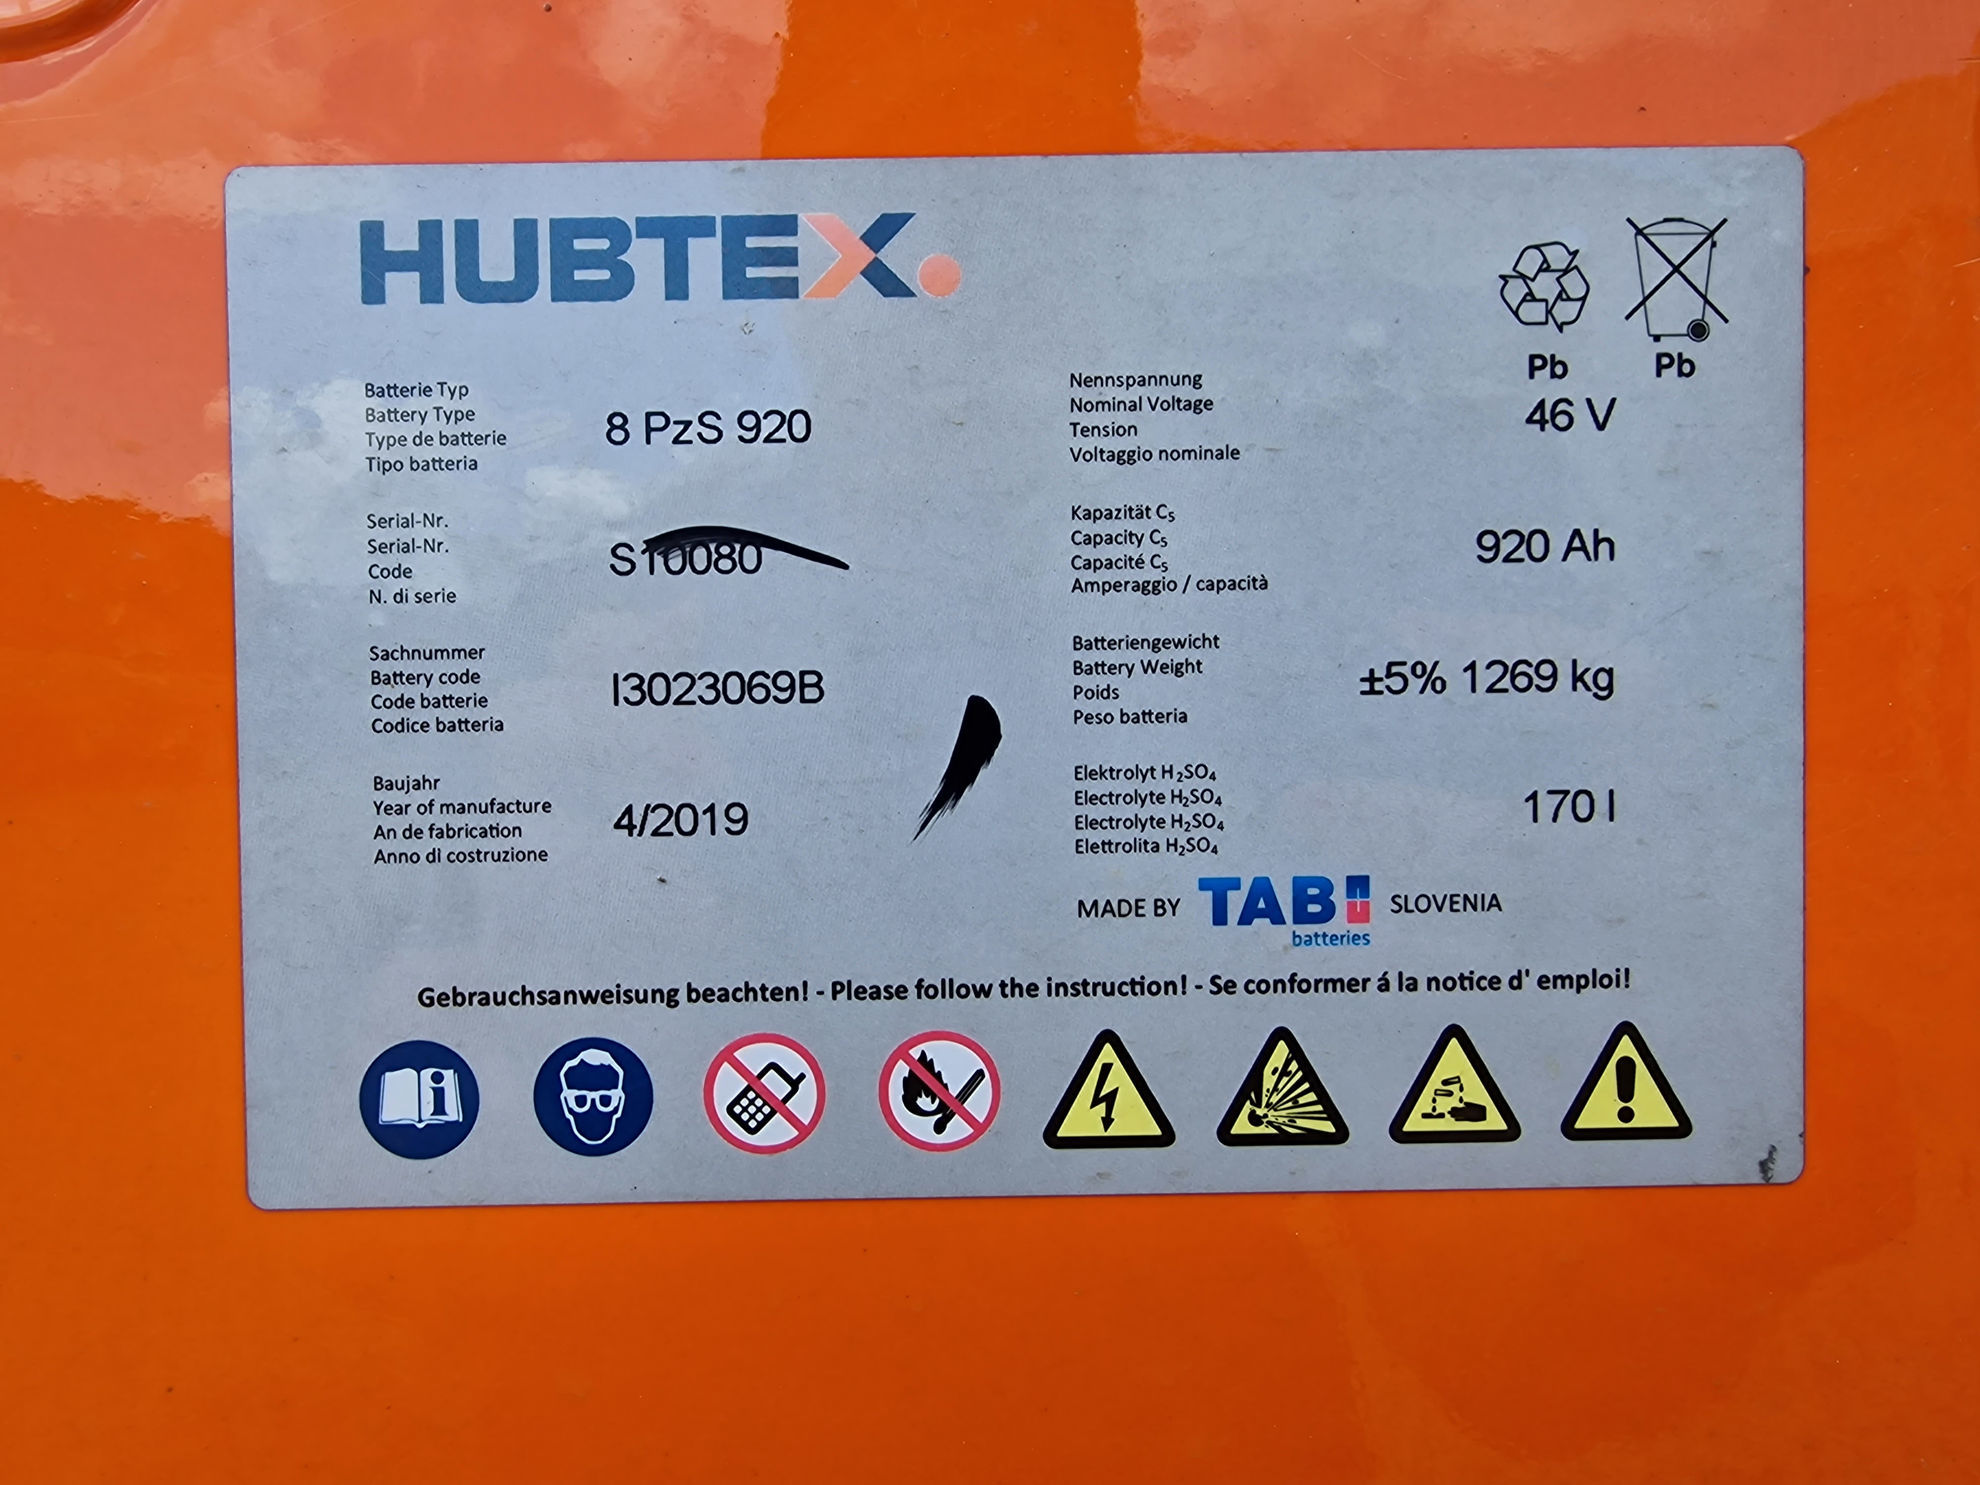 HUBTEX.
Pb
Pb
Batterie Typ
Battery Type
Type de batterie
Tipo batteria
8 PzS 920
Nennspannung
Nominal Voltage
Tension
Voltaggio nominale
46 V
Serial-Nr.
Serial-Nr.
Code
N. di serie
S10080
Kapazität C₅
Capacity C₅
Capacité C₅
Amperaggio / capacità
920 Ah
Sachnummer
Battery code
Code batterie
Codice batteria
I3023069B
Batteriengewicht
Battery Weight
Poids
Peso batteria
±5% 1269 kg
Baujahr
Year of manufacture
An de fabrication
Anno di costruzione
4/2019
Elektrolyt H₂SO₄
Electrolyte H₂SO₄
Electrolyte H₂SO₄
Elettrolita H₂SO₄
170 l
MADE BY TAB batteries SLOVENIA
Gebrauchsanweisung beachten! - Please follow the instruction! - Se conformer á la notice d' emploi!